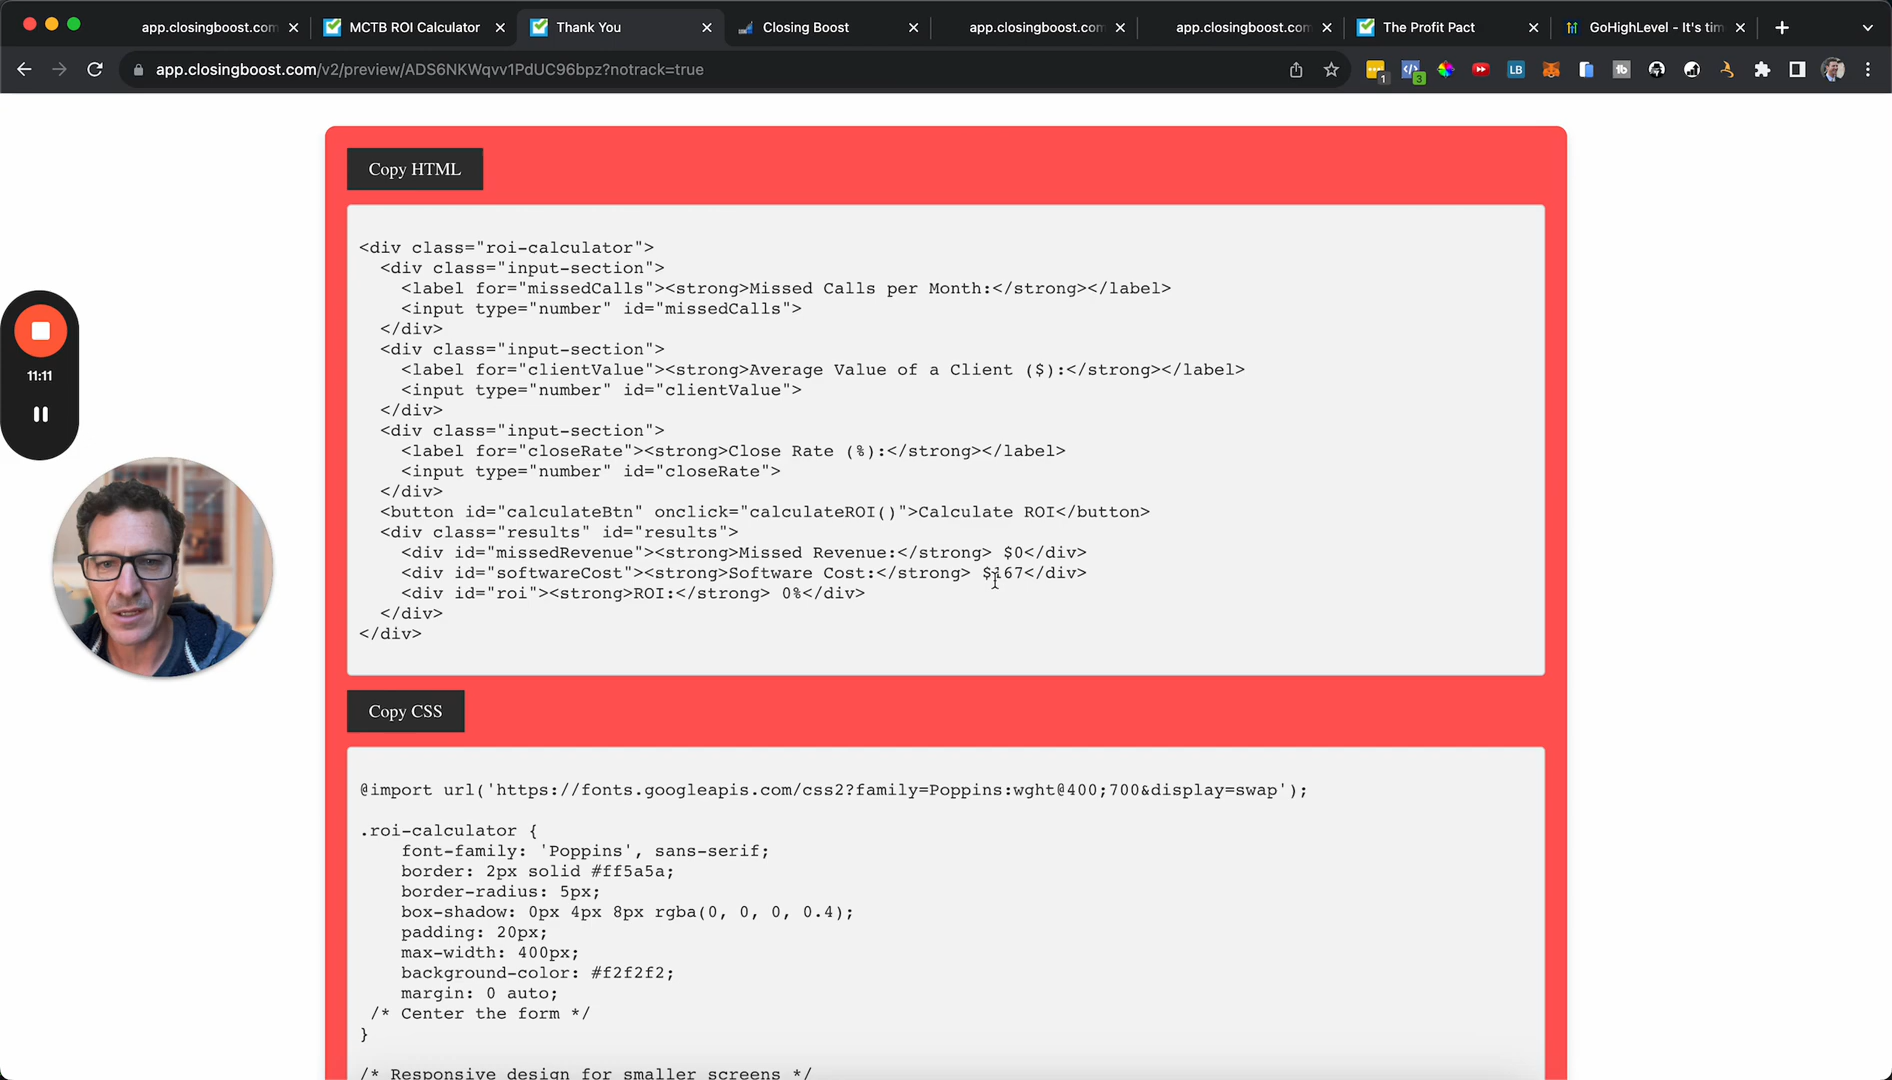 app.closingboost.com
MCTB ROI Calculator
Thank You
Closing Boost
app.closingboost.com
app.closingboost.com
The Profit Pact
GoHighLevel - It's tim
app.closingboost.com/v2/preview/ADS6NKWqvv1PdUC96bpz?notrack=true
1
3
LB
tb
Copy HTML
<div class="roi-calculator">
<div class="input-section">
<label for="missedCalls"><strong>Missed Calls per Month:</strong></label>
<input type="number" id="missedCalls">
</div>
<div class="input-section">
<label for="clientValue"><strong>Average Value of a Client ($):</strong></label>
<input type="number" id="clientValue">
</div>
<div class="input-section">
<label for="closeRate"><strong>Close Rate (%):</strong></label>
<input type="number" id="closeRate">
</div>
<button id="calculateBtn" onclick="calculateROI()">Calculate ROI</button>
<div class="results" id="results">
<div id="missedRevenue"><strong>Missed Revenue:</strong> $0</div>
<div id="softwareCost"><strong>Software Cost:</strong> $167</div>
<div id="roi"><strong>ROI:</strong> 0%</div>
</div>
</div>
11:11
Copy CSS
@import url('https://fonts.googleapis.com/css2?family=Poppins:wght@400;700&display=swap');
.roi-calculator {
font-family: 'Poppins', sans-serif;
border: 2px solid #ff5a5a;
border-radius: 5px;
box-shadow: 0px 4px 8px rgba(0, 0, 0, 0.4);
padding: 20px;
max-width: 400px;
background-color: #f2f2f2;
margin: 0 auto;
/* Center the form */
}
/* Responsive design for smaller screens */